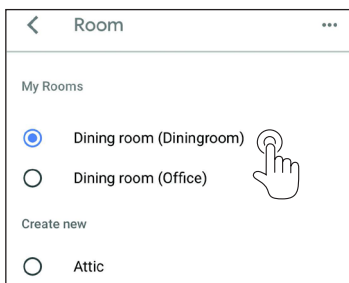 Room
My Rooms
Dining room (Diningroom)
Dining room (Office)
Create new
Attic